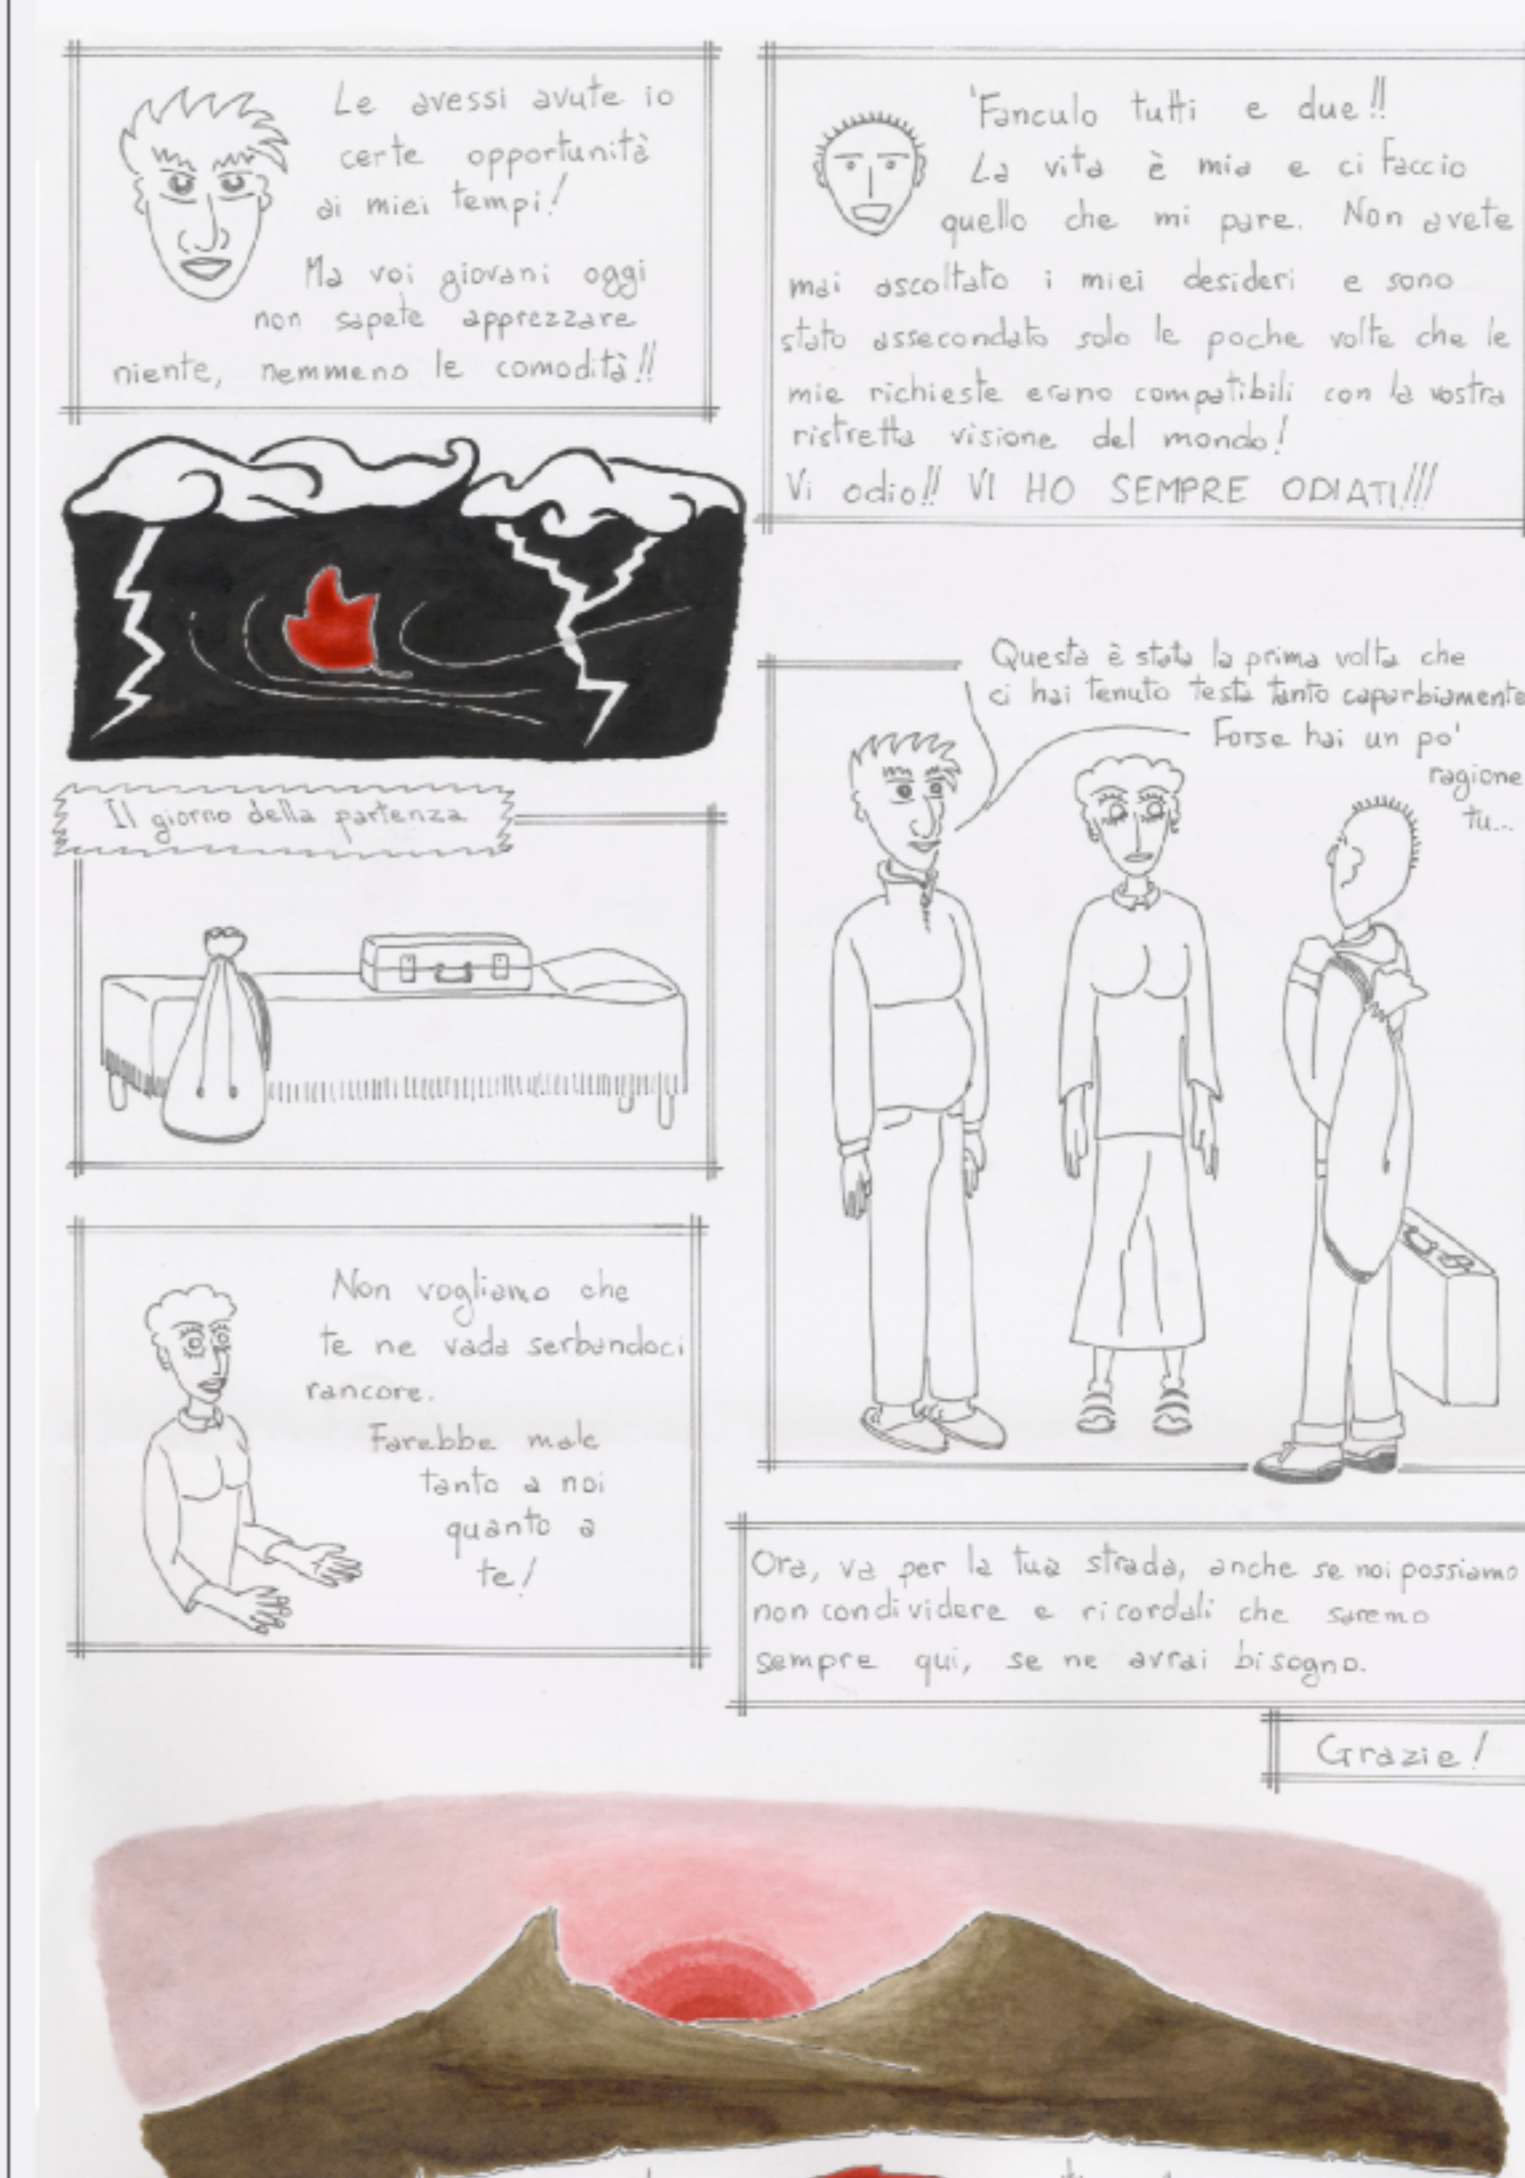 Le avessi avute io
certe opportunità
ai miei tempi!
Ma voi giovani oggi
non sapete apprezzare
niente, nemmeno le comodità!!
'Fanculo tutti e due!!
La vita è mia e ci faccio
quello che mi pare. Non avete
mai ascoltato i miei desideri e sono
stato assecondato solo le poche volte che le
mie richieste erano compatibili con la vostra
ristretta visione del mondo!
Vi odio!! VI HO SEMPRE ODIATI!!!
Il giorno della partenza
Questa è stata la prima volta che
ci hai tenuto testa tanto caparbiamente
Forse hai un po'
ragione
tu...
Non vogliamo che
te ne vada serbandoci
rancore.
Farebbe male
tanto a noi
quanto a
te!
Ora, va per la tua strada, anche se noi possiamo
non condividere e ricordati che saremo
sempre qui, se ne avrai bisogno.
Grazie!